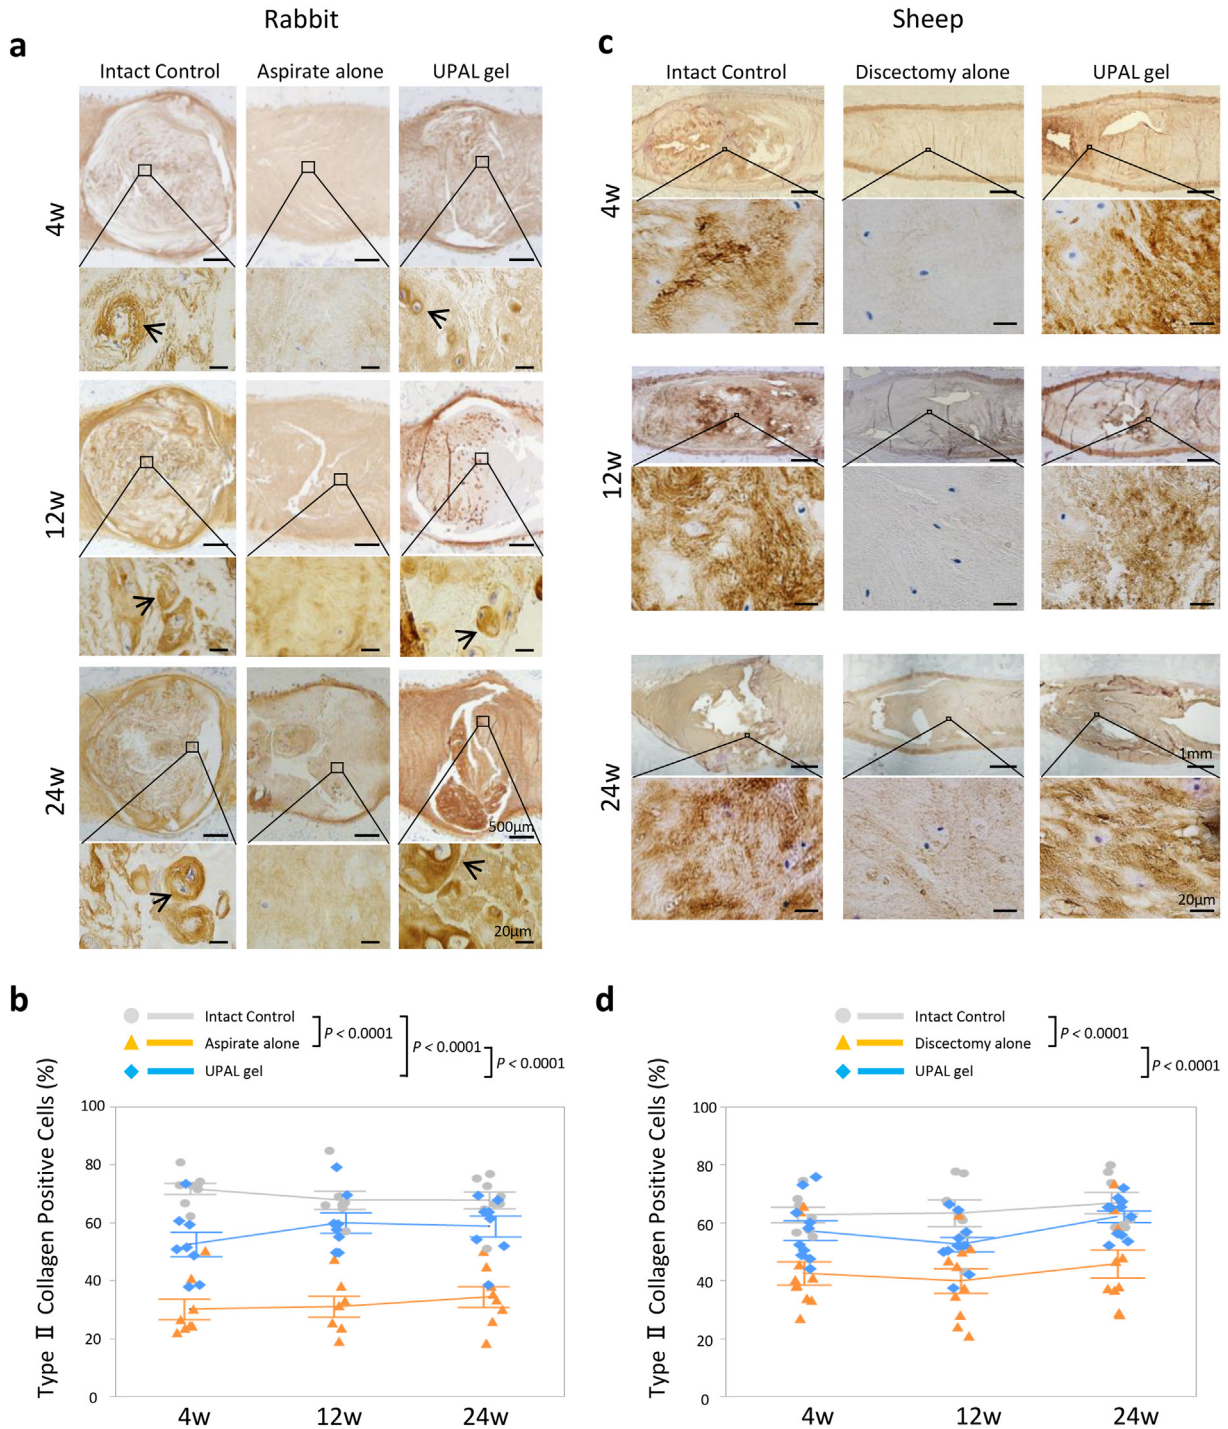 Rabbit
a
Intact Control Aspirate alone UPAL gel
4w
12w
24w
500μm
20μm
Sheep
c
Intact Control Discectomy alone UPAL gel
4w
12w
24w
1mm
20μm
b
Intact Control
Aspirate alone
UPAL gel
P < 0.0001
P < 0.0001
P < 0.0001
Type Ⅱ Collagen Positive Cells (%)
100
80
60
40
20
0
4w 12w 24w
d
Intact Control
Discectomy alone
UPAL gel
P < 0.0001
P < 0.0001
Type Ⅱ Collagen Positive Cells (%)
100
80
60
40
20
0
4w 12w 24w